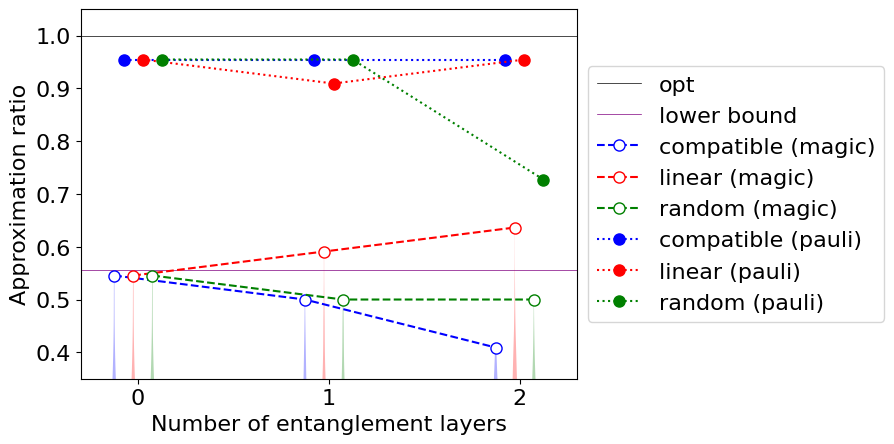 1.0
0.9
0.8
0.7
0.6
0.5
0.4
Approximation ratio
0 1 2
Number of entanglement layers
opt
lower bound
compatible (magic)
linear (magic)
random (magic)
compatible (pauli)
linear (pauli)
random (pauli)